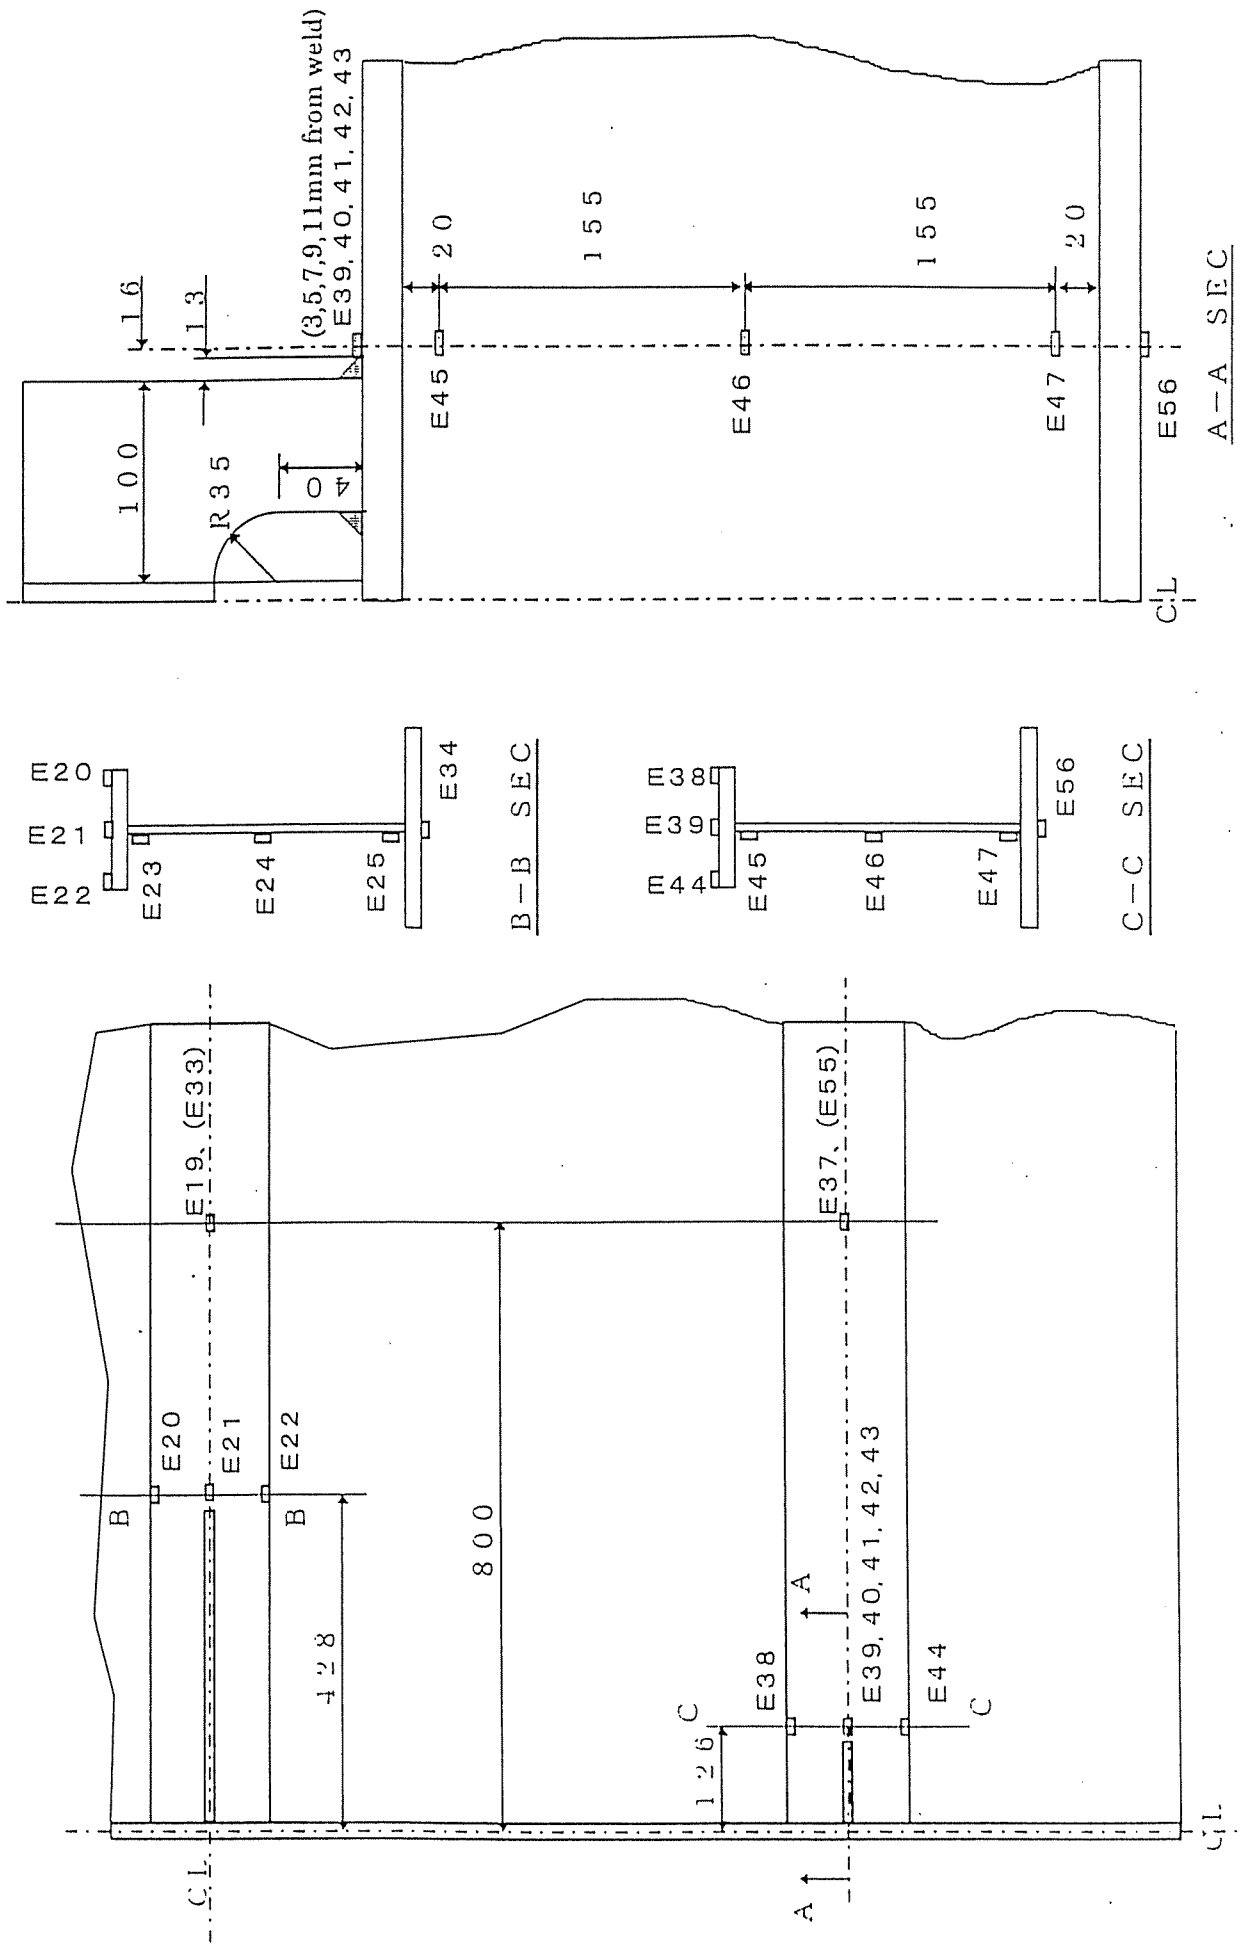 16
13
(3,5,7,9,11mm from weld)
E39,40,41,42,43
100
R35
40
20
155
155
20
E45
E46
E47
E56
CL
A-A SEC
E20
E21
E22
E23
E24
E25
E34
B-B SEC
E38
E39
E44
E45
E46
E47
E56
C-C SEC
CL
E19、(E33)
B
E20
E21
E22
B
428
800
E37、(E55)
C
E38
A
126
E39,40,41,42,43
E44
C
A
CL